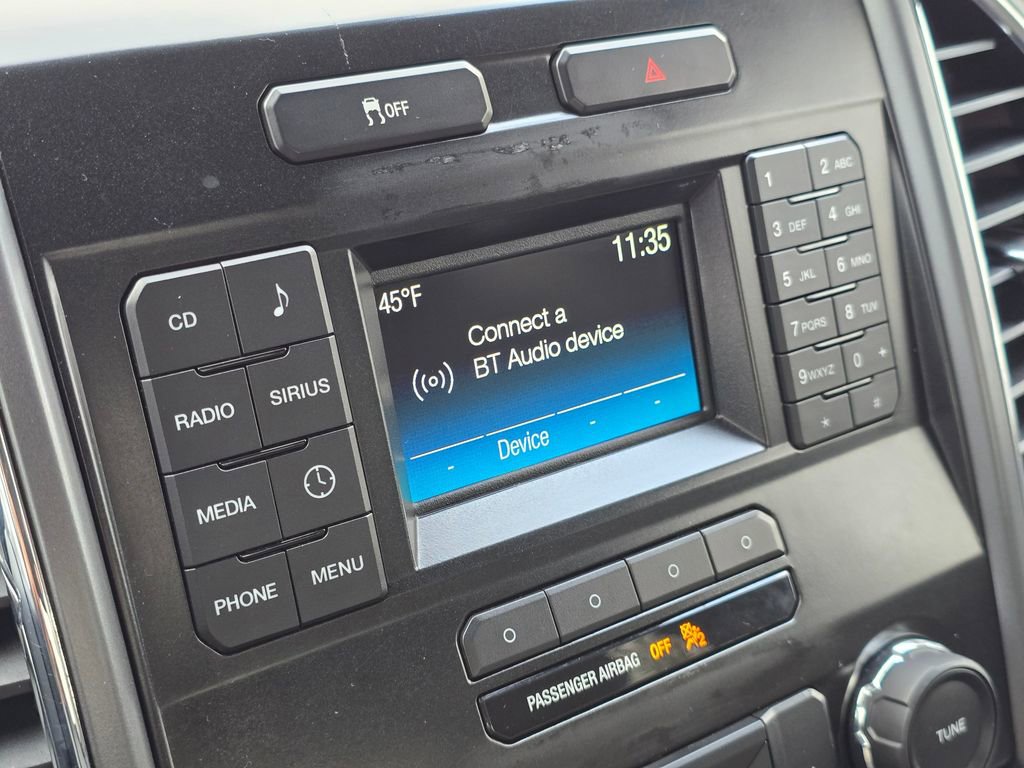 OFF
11:35
45°F
Connect a
BT Audio device
- Device - -
CD
RADIO
SIRIUS
MEDIA
PHONE
MENU
1
2 ABC
3 DEF
4 GHI
5 JKL
6 MNO
7 PQRS
8 TUV
9 WXYZ
0 +
*
#
PASSENGER AIRBAG OFF 2
TUNE